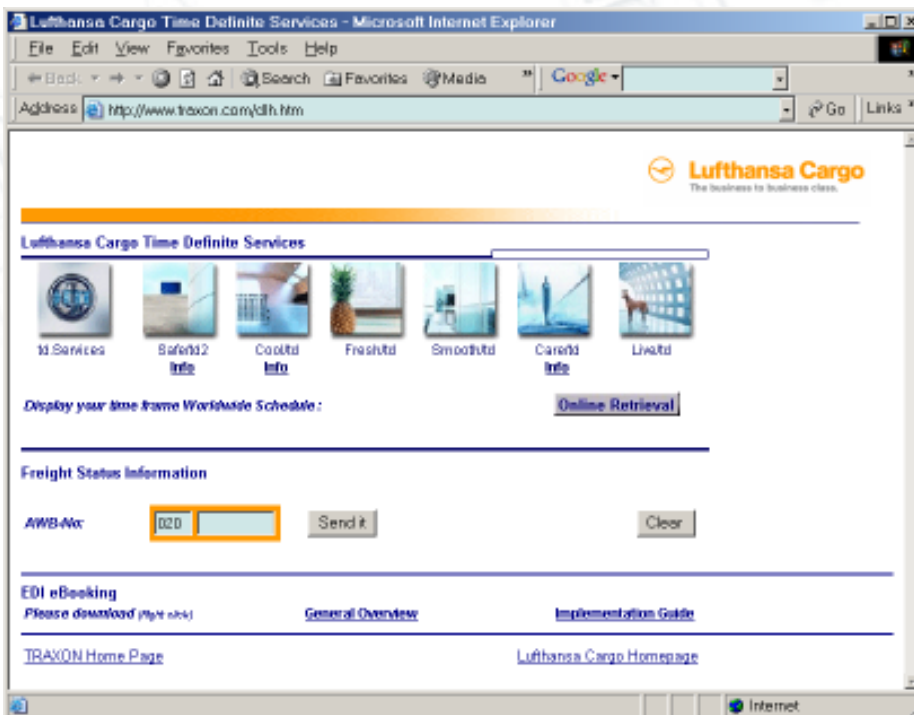 Lufthansa Cargo Time Definite Services - Microsoft Internet Explorer
File Edit View Favorites Tools Help
Back Search Favorites Media » Google
Address http://www.traxon.com/dlh.htm Go Links »
Lufthansa Cargo
The business to business class.
Lufthansa Cargo Time Definite Services
td.Services Safe/td2 Cool/td Fresh/td Smooth/td Care/td Live/td
Info Info Info
Display your time frame Worldwide Schedule : Online Retrieval
Freight Status Information
AWB-No: 020 Send it Clear
EDI eBooking
Please download (Right click) General Overview Implementation Guide
TRAXON Home Page Lufthansa Cargo Homepage
Internet